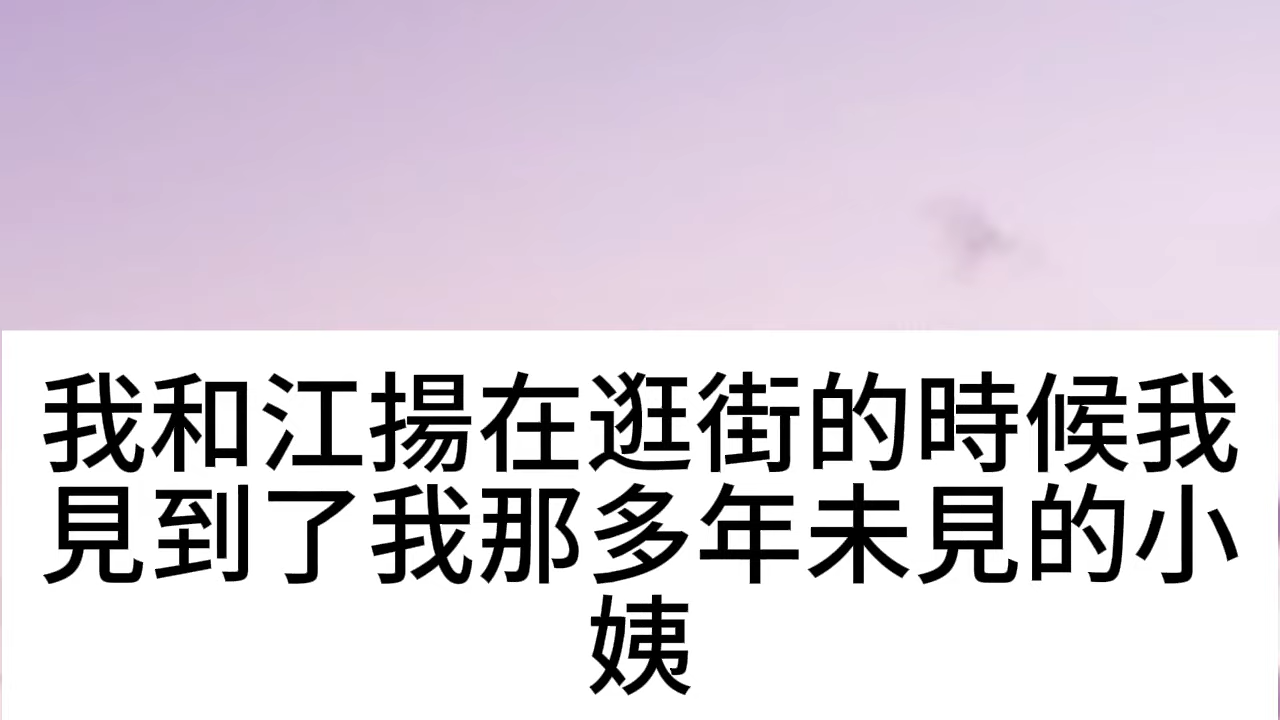 我和江揚在逛街的時候我
見到了我那多年未見的小
姨